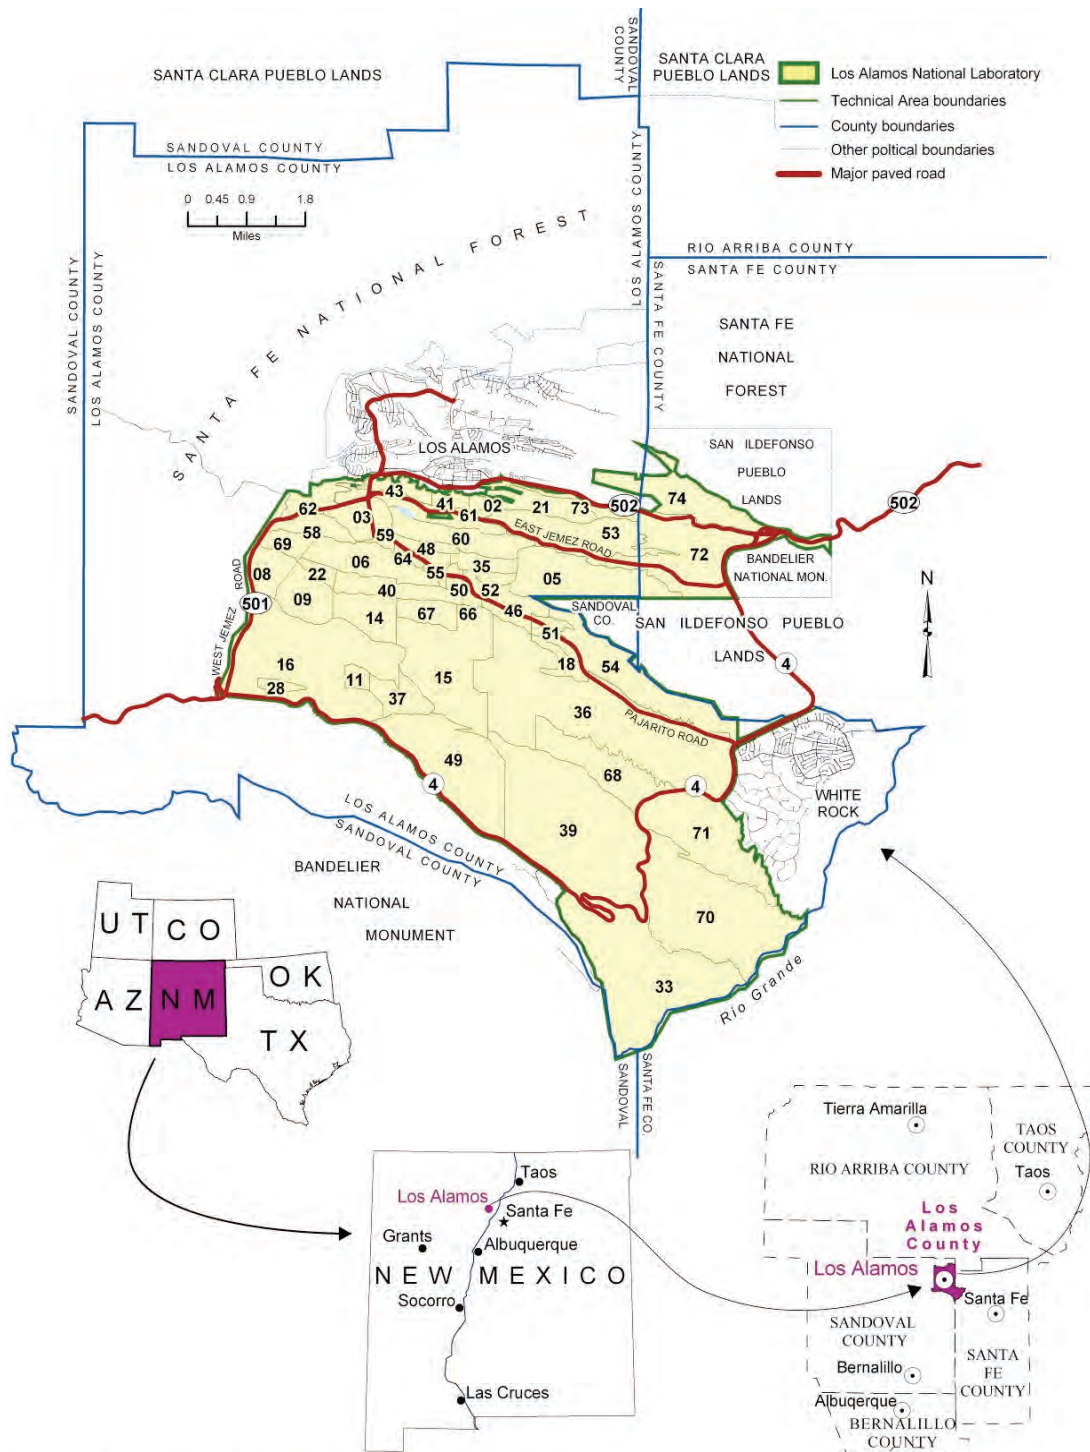 SANTA CLARA PUEBLO LANDS
SANDOVAL
COUNTY
SANTA CLARA
PUEBLO LANDS
Los Alamos National Laboratory
Technical Area boundaries
County boundaries
Other poltical boundaries
Major paved road
SANDOVAL COUNTY
LOS ALAMOS COUNTY
0 0.45 0.9 1.8
Miles
SANTA FE NATIONAL FOREST
SANDOVAL COUNTY
LOS ALAMOS COUNTY
LOS ALAMOS COUNTY
SANTA FE COUNTY
RIO ARRIBA COUNTY
SANTA FE COUNTY
SANTA FE
NATIONAL
FOREST
LOS ALAMOS
SAN ILDEFONSO
PUEBLO
LANDS
43
41
02
21
73
502
74
502
62
03
61
EAST JEMEZ ROAD
53
72
58
59
60
69
48
BANDELIER
NATIONAL MON.
06
64
35
N
08
22
55
05
WEST JEMEZ ROAD
501
09
40
50
52
14
67
66
46
SANDOVAL
CO.
SAN ILDEFONSO PUEBLO
LANDS
4
51
16
18
54
28
11
37
15
36
PAJARITO ROAD
49
68
4
4
WHITE
ROCK
39
71
LOS ALAMOS COUNTY
SANDOVAL COUNTY
BANDELIER
NATIONAL
MONUMENT
70
33
Rio Grande
SANDOVAL
SANTA FE CO.
UT
CO
AZ
NM
OK
TX
Taos
Los Alamos
Santa Fe
Grants
Albuquerque
NEW MEXICO
Socorro
Las Cruces
Tierra Amarilla
TAOS
COUNTY
RIO ARRIBA COUNTY
Taos
Los
Alamos
County
Los Alamos
Santa Fe
SANDOVAL
COUNTY
SANTA
FE
COUNTY
Bernalillo
Albuqerque
BERNALILLO
COUNTY